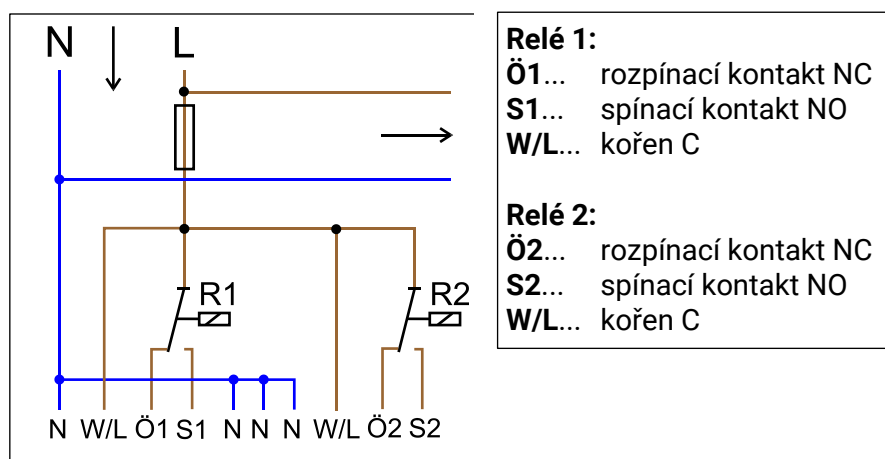 N L
R1 R2
N W/L Ö1 S1 N N N W/L Ö2 S2
Relé 1:
Ö1... rozpínací kontakt NC
S1... spínací kontakt NO
W/L... kořen C
Relé 2:
Ö2... rozpínací kontakt NC
S2... spínací kontakt NO
W/L... kořen C